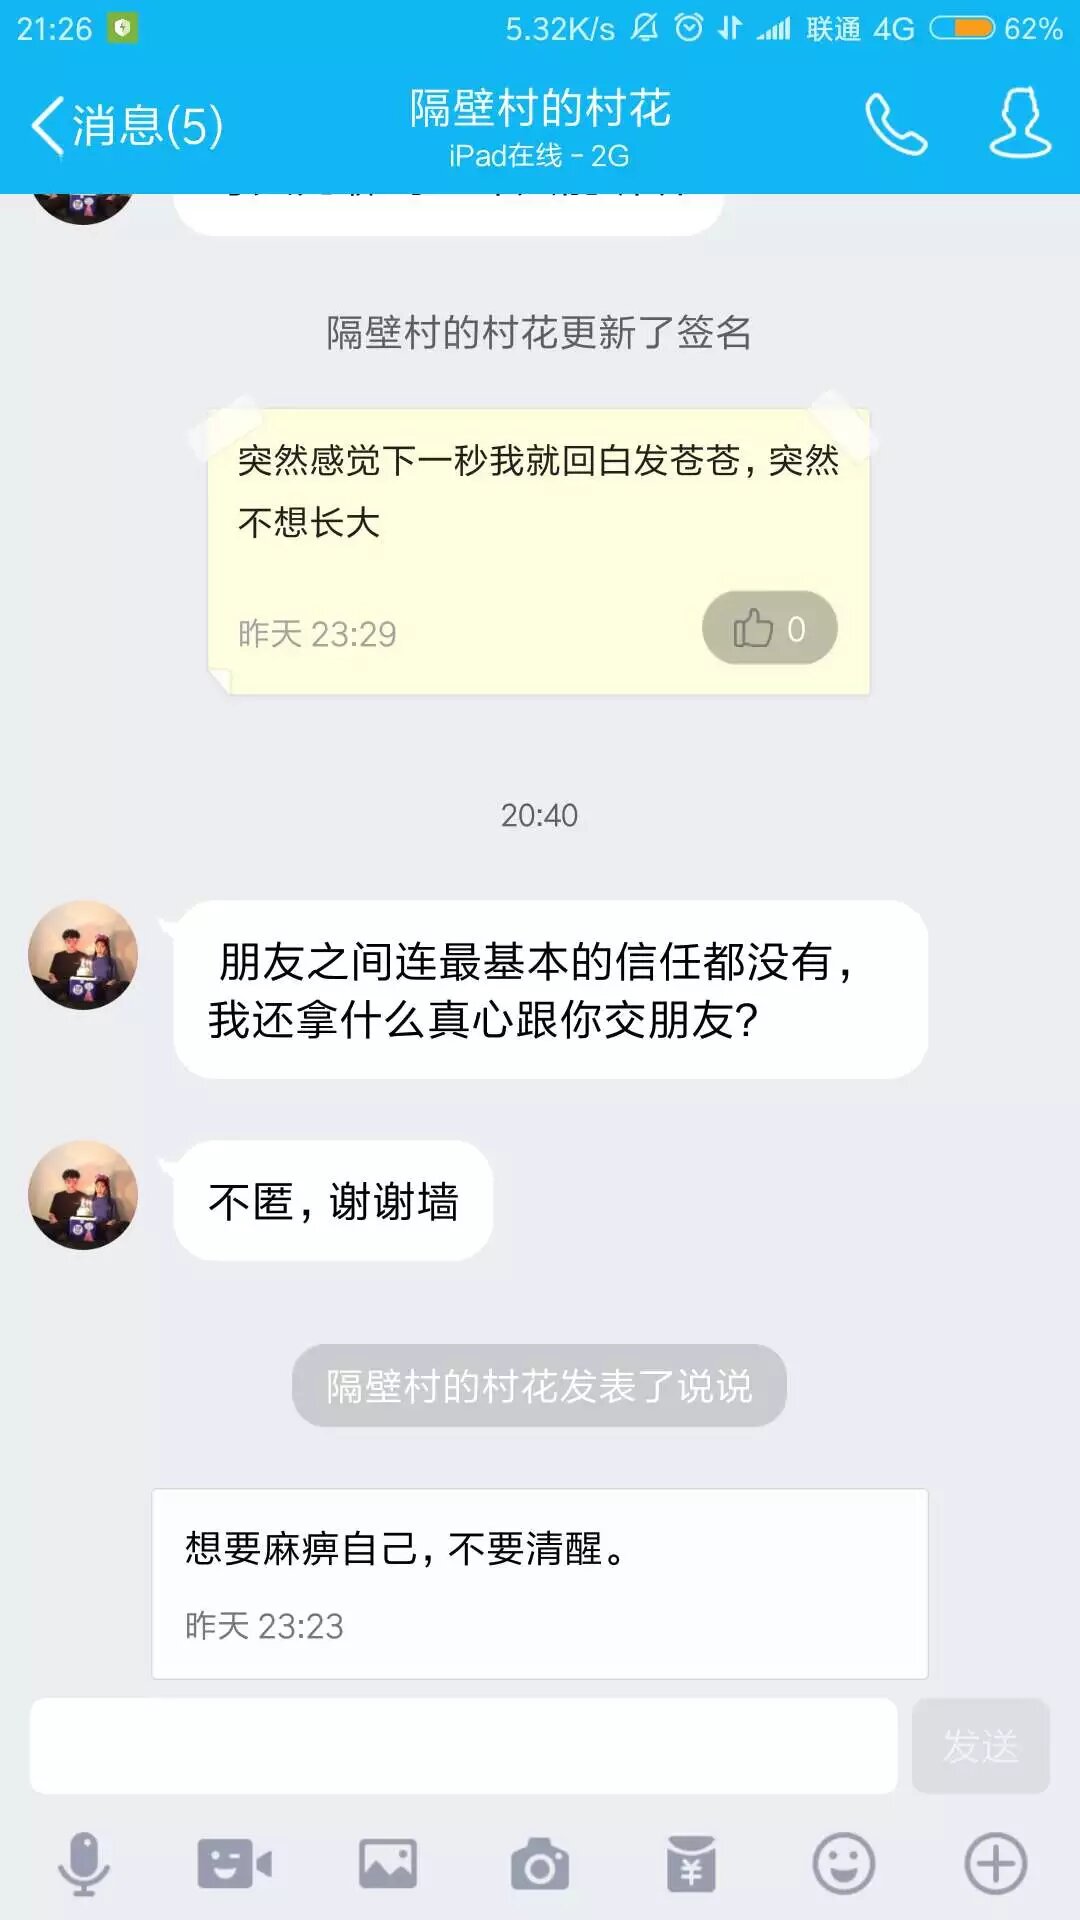 21:26
5.32K/s
联通 4G
62%
消息(5)
隔壁村的村花
iPad在线 - 2G
隔壁村的村花更新了签名
突然感觉下一秒我就回白发苍苍，突然
不想长大
昨天 23:29
0
20:40
朋友之间连最基本的信任都没有，
我还拿什么真心跟你交朋友？
不匿，谢谢墙
隔壁村的村花发表了说说
想要麻痹自己，不要清醒。
昨天 23:23
发送